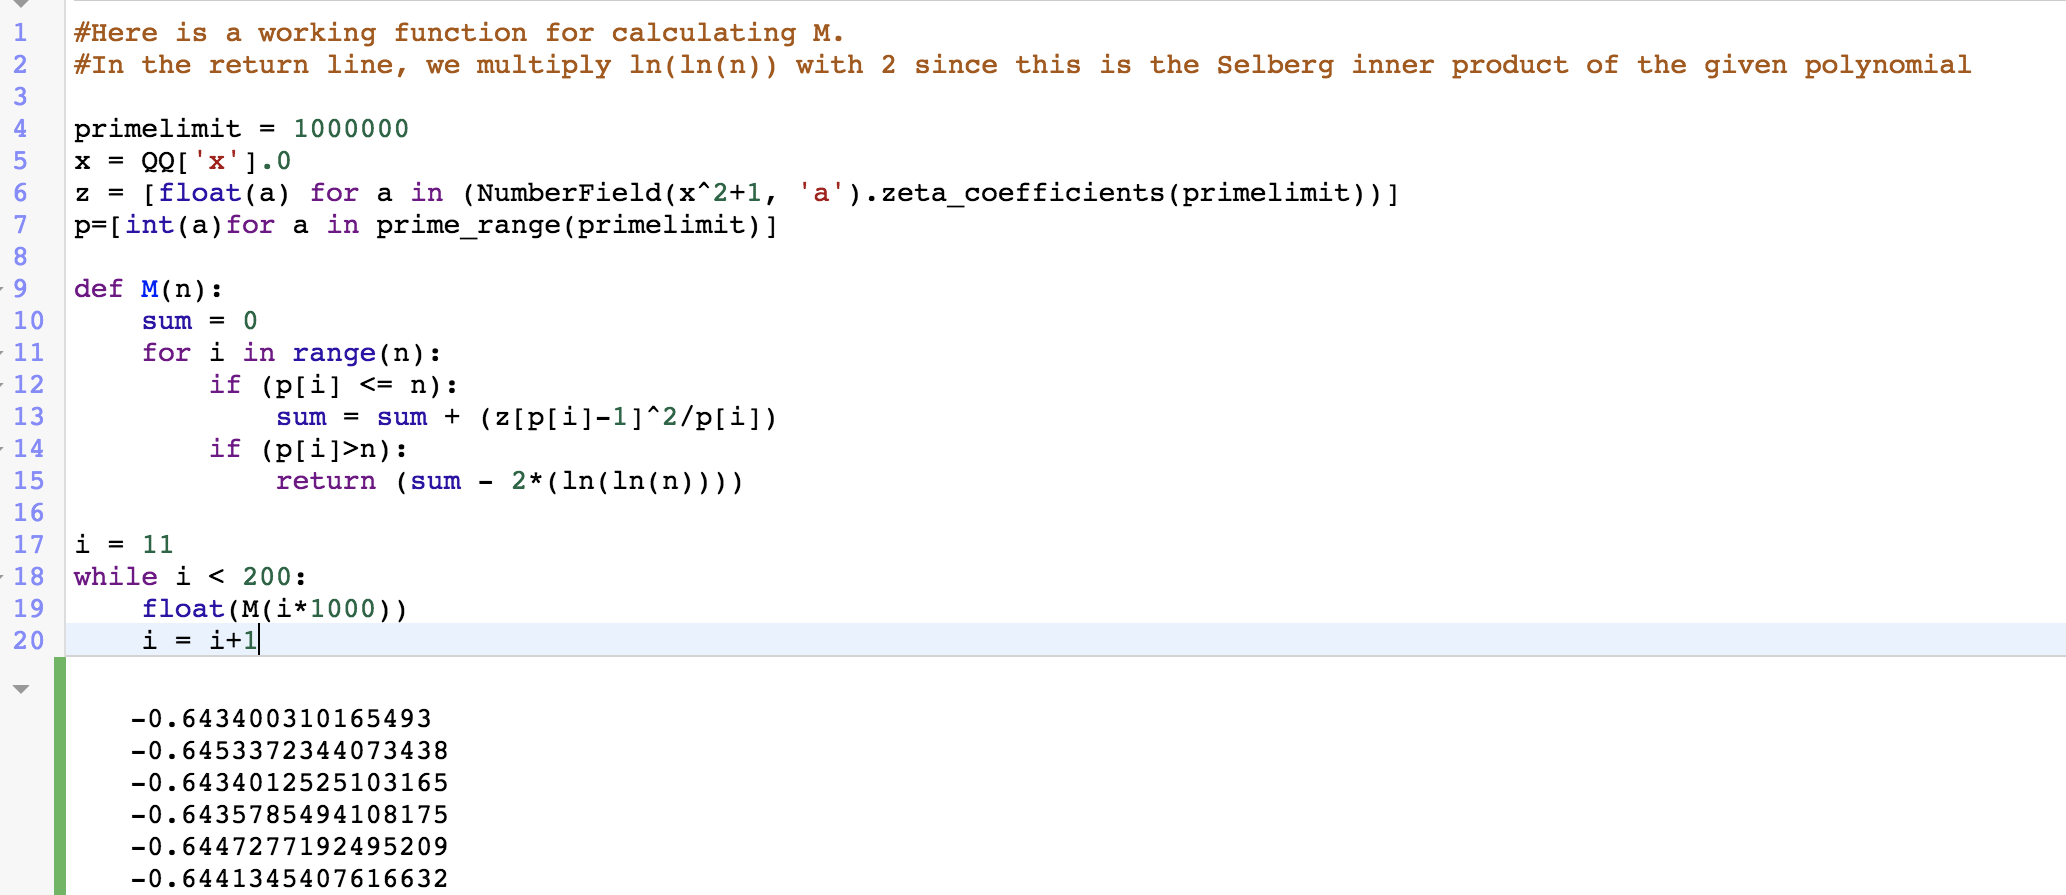 1 #Here is a working function for calculating M.
2 #In the return line, we multiply ln(ln(n)) with 2 since this is the Selberg inner product of the given polynomial
3
4 primelimit = 1000000
5 x = QQ['x'].0
6 z = [float(a) for a in (NumberField(x^2+1, 'a').zeta_coefficients(primelimit))]
7 p=[int(a)for a in prime_range(primelimit)]
8
9 def M(n):
10     sum = 0
11     for i in range(n):
12         if (p[i] <= n):
13             sum = sum + (z[p[i]-1]^2/p[i])
14         if (p[i]>n):
15             return (sum - 2*(ln(ln(n))))
16
17 i = 11
18 while i < 200:
19     float(M(i*1000))
20     i = i+1
-0.643400310165493
-0.6453372344073438
-0.6434012525103165
-0.6435785494108175
-0.6447277192495209
-0.6441345407616632